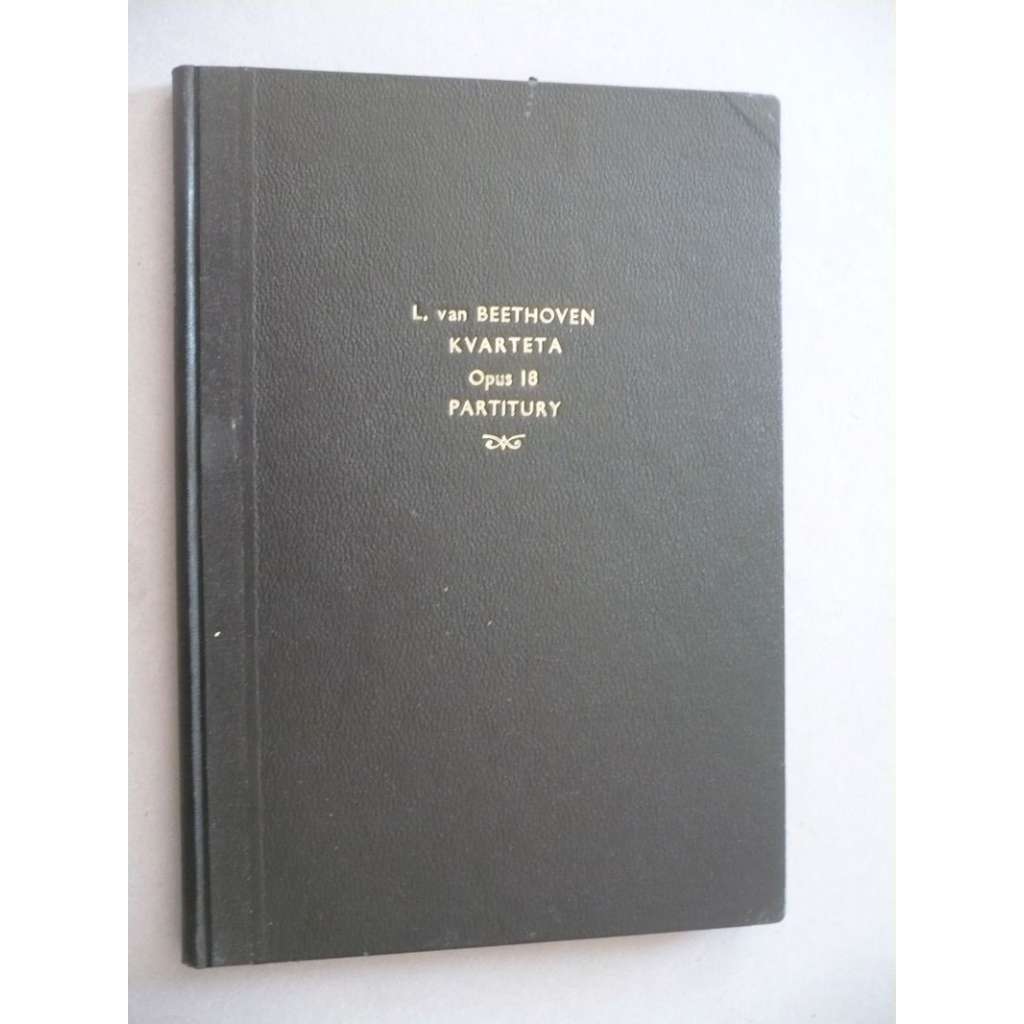 L. van BEETHOVEN
KVARTETA
Opus 18
PARTITURY